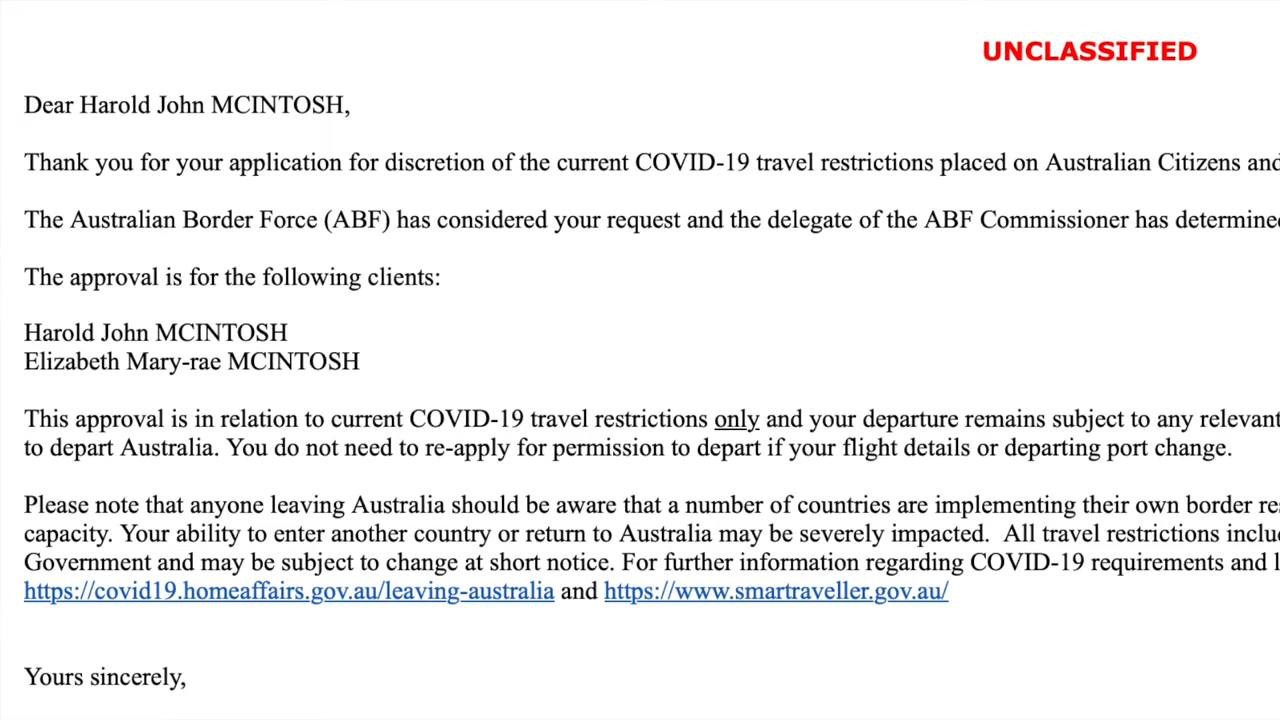 UNCLASSIFIED
Dear Harold John MCINTOSH,
Thank you for your application for discretion of the current COVID-19 travel restrictions placed on Australian Citizens and
The Australian Border Force (ABF) has considered your request and the delegate of the ABF Commissioner has determined
The approval is for the following clients:
Harold John MCINTOSH
Elizabeth Mary-rae MCINTOSH
This approval is in relation to current COVID-19 travel restrictions only and your departure remains subject to any relevant
to depart Australia. You do not need to re-apply for permission to depart if your flight details or departing port change.
Please note that anyone leaving Australia should be aware that a number of countries are implementing their own border
capacity. Your ability to enter another country or return to Australia may be severely impacted. All travel restrictions
Government and may be subject to change at short notice. For further information regarding COVID-19 requirements and
https://covid19.homeaffairs.gov.au/leaving-australia and https://www.smartraveller.gov.au/
Yours sincerely,